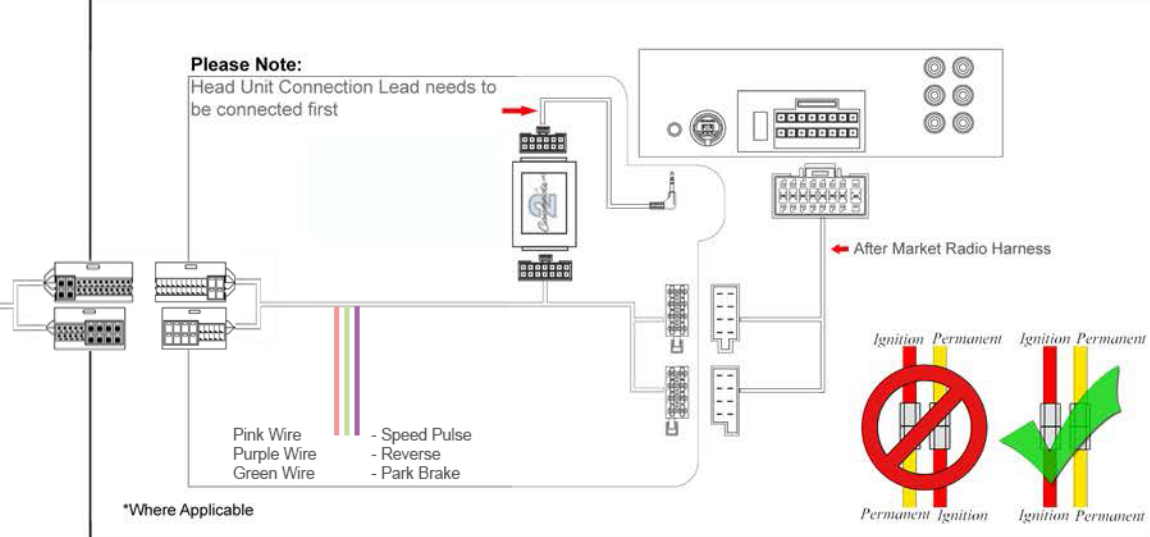 Please Note:
Head Unit Connection Lead needs to
be connected first
After Market Radio Harness
Ignition Permanent Ignition Permanent
Pink Wire - Speed Pulse
Purple Wire - Reverse
Green Wire - Park Brake
*Where Applicable
Permanent Ignition Ignition Permanent